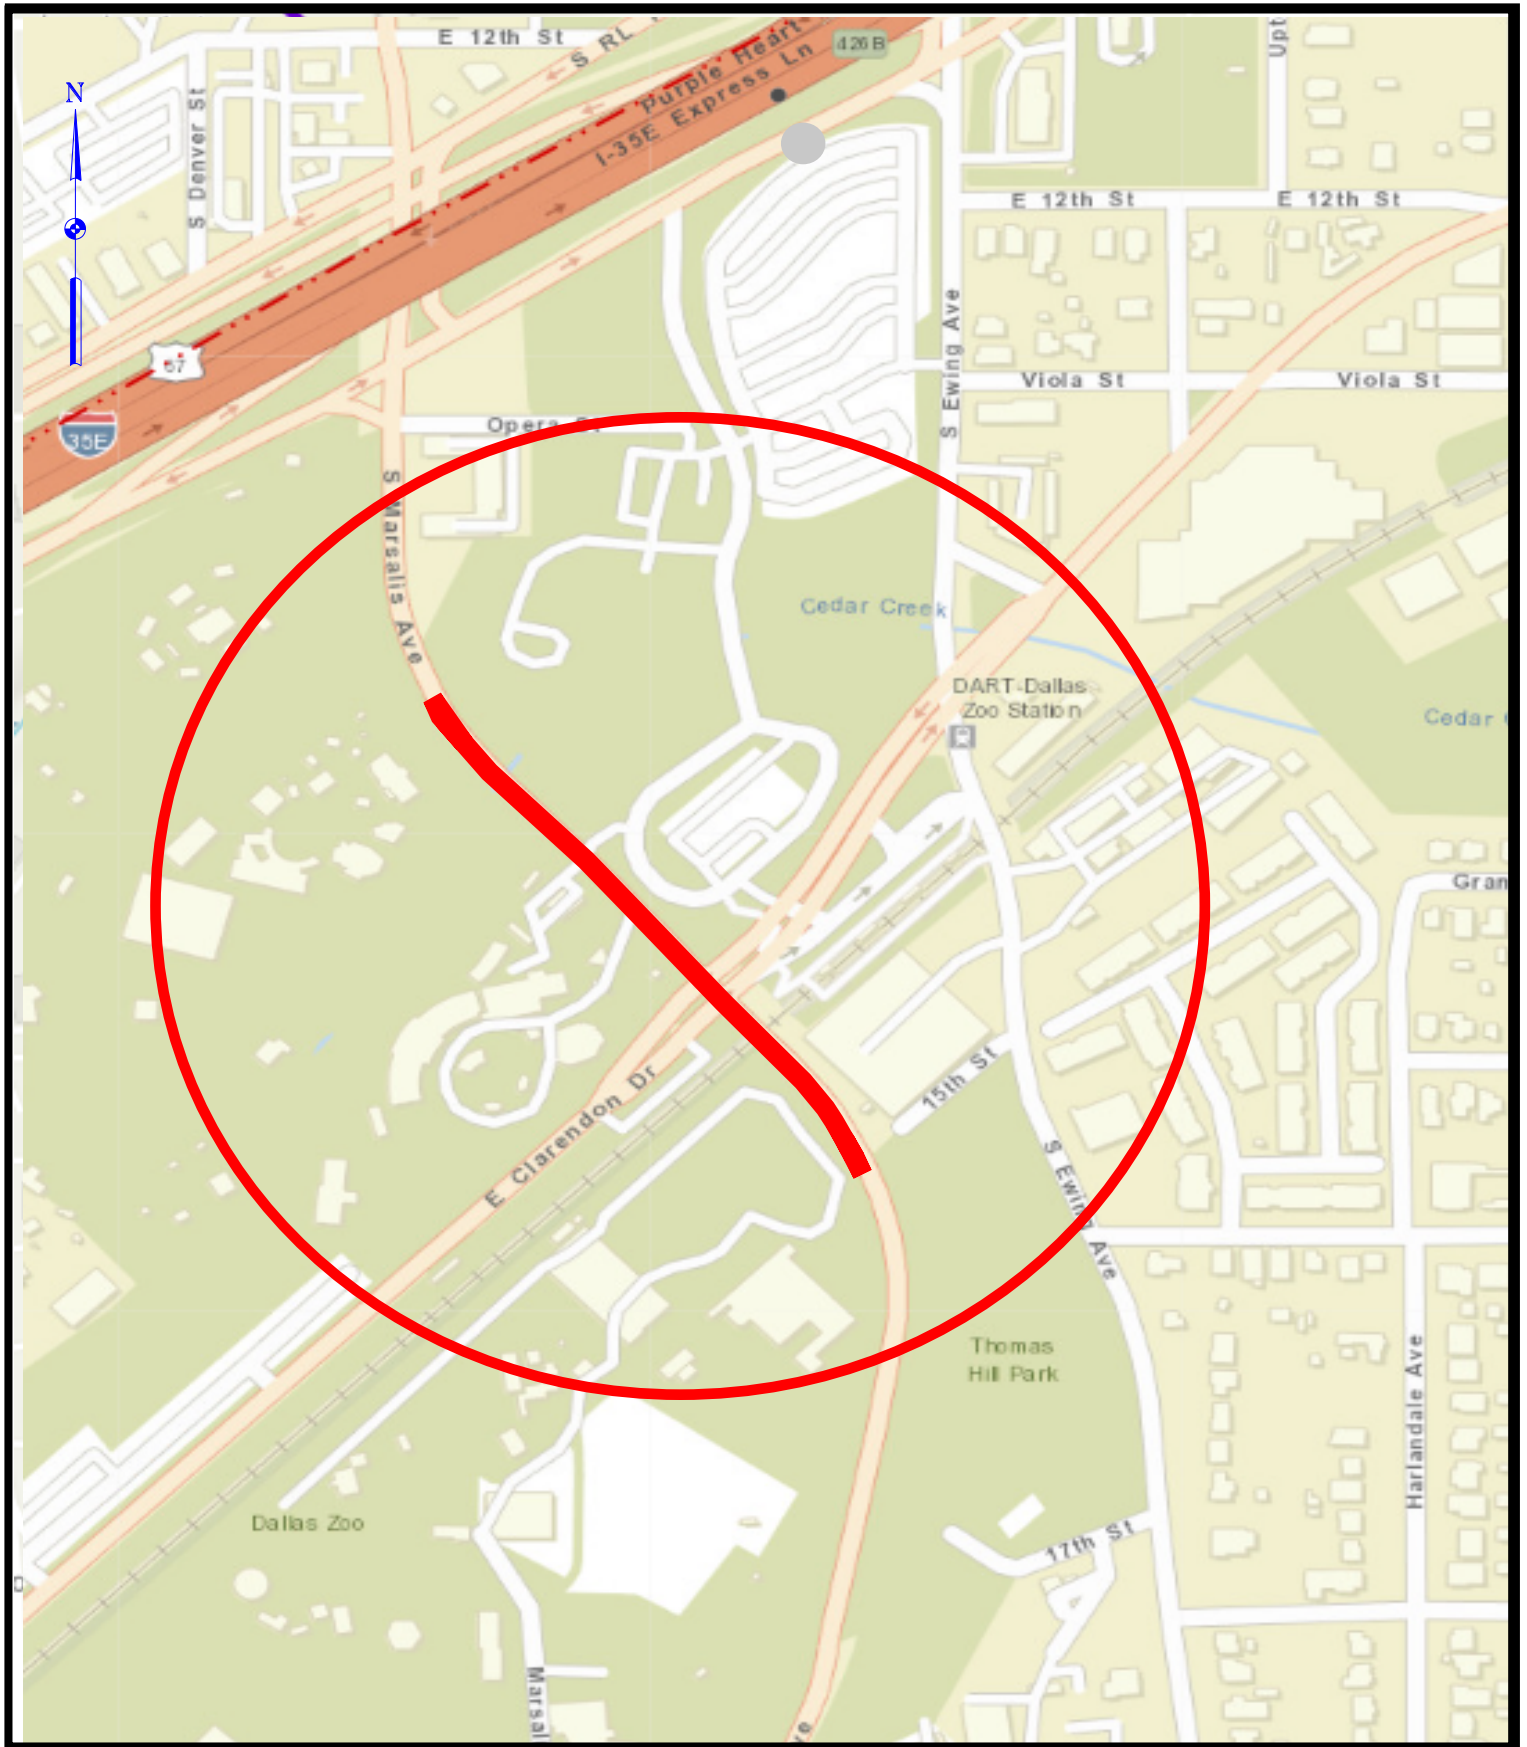 E 12th St
S RL
Purple Heart
426B
I-35E Express Ln
N
S Denver St
Upt
E 12th St
E 12th St
67
35E
S Ewing Ave
Viola St
Viola St
Opera St
S Marsalis Ave
Cedar Creek
DART-Dallas
Zoo Station
Cedar
Gran
15th St
E Clarendon Dr
S Ewing Ave
Thomas
Hill Park
Harlandale Ave
Dallas Zoo
17th St
Marsal
ve